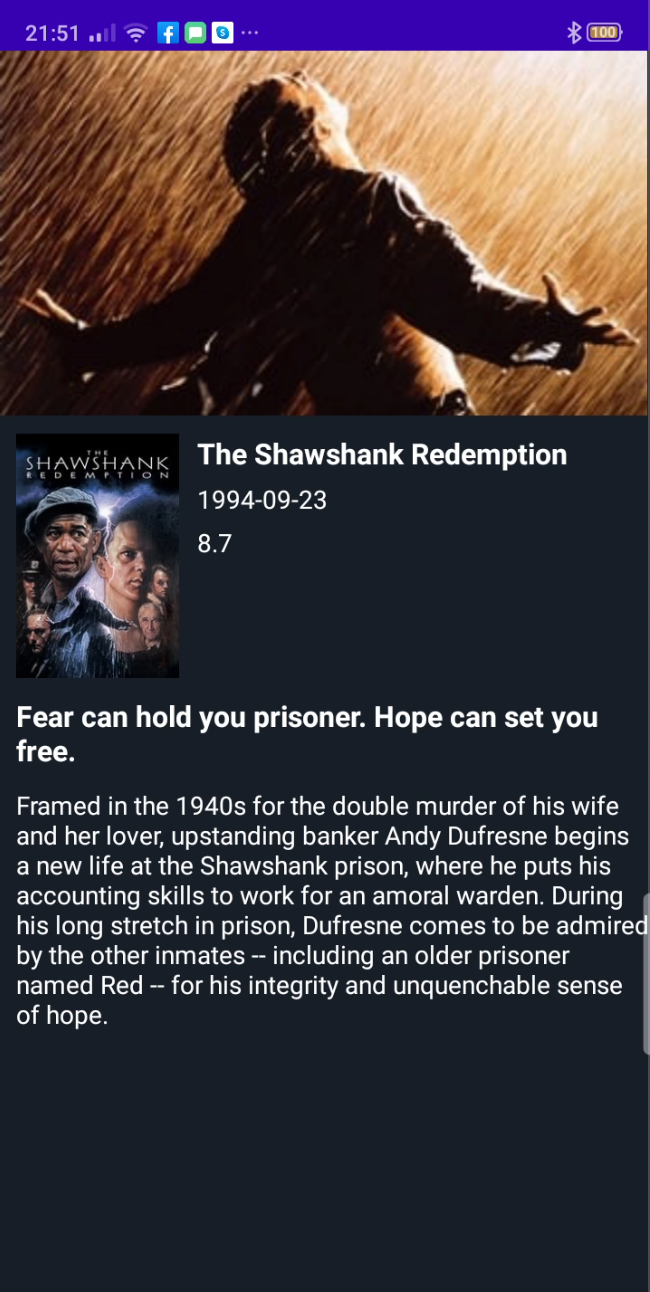 21:51
100
THE
SHAWSHANK
REDEMPTION
The Shawshank Redemption
1994-09-23
8.7
Fear can hold you prisoner. Hope can set you
free.
Framed in the 1940s for the double murder of his wife
and her lover, upstanding banker Andy Dufresne begins
a new life at the Shawshank prison, where he puts his
accounting skills to work for an amoral warden. During
his long stretch in prison, Dufresne comes to be admired
by the other inmates -- including an older prisoner
named Red -- for his integrity and unquenchable sense
of hope.